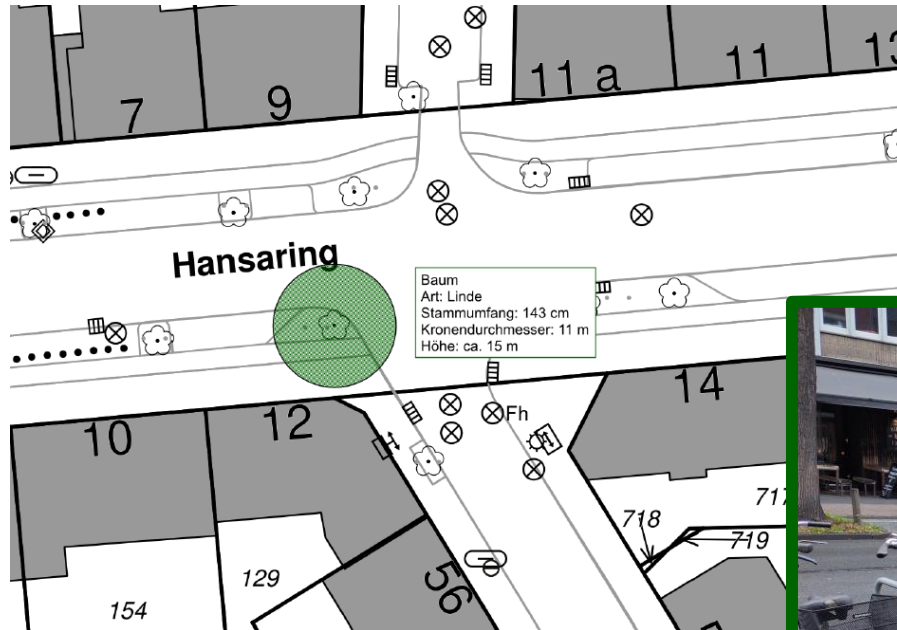 7
9
11 a
11
13
Hansaring
Baum
Art: Linde
Stammumfang: 143 cm
Kronendurchmesser: 11 m
Höhe: ca. 15 m
10
12
14
Fh
56
154
129
718
719